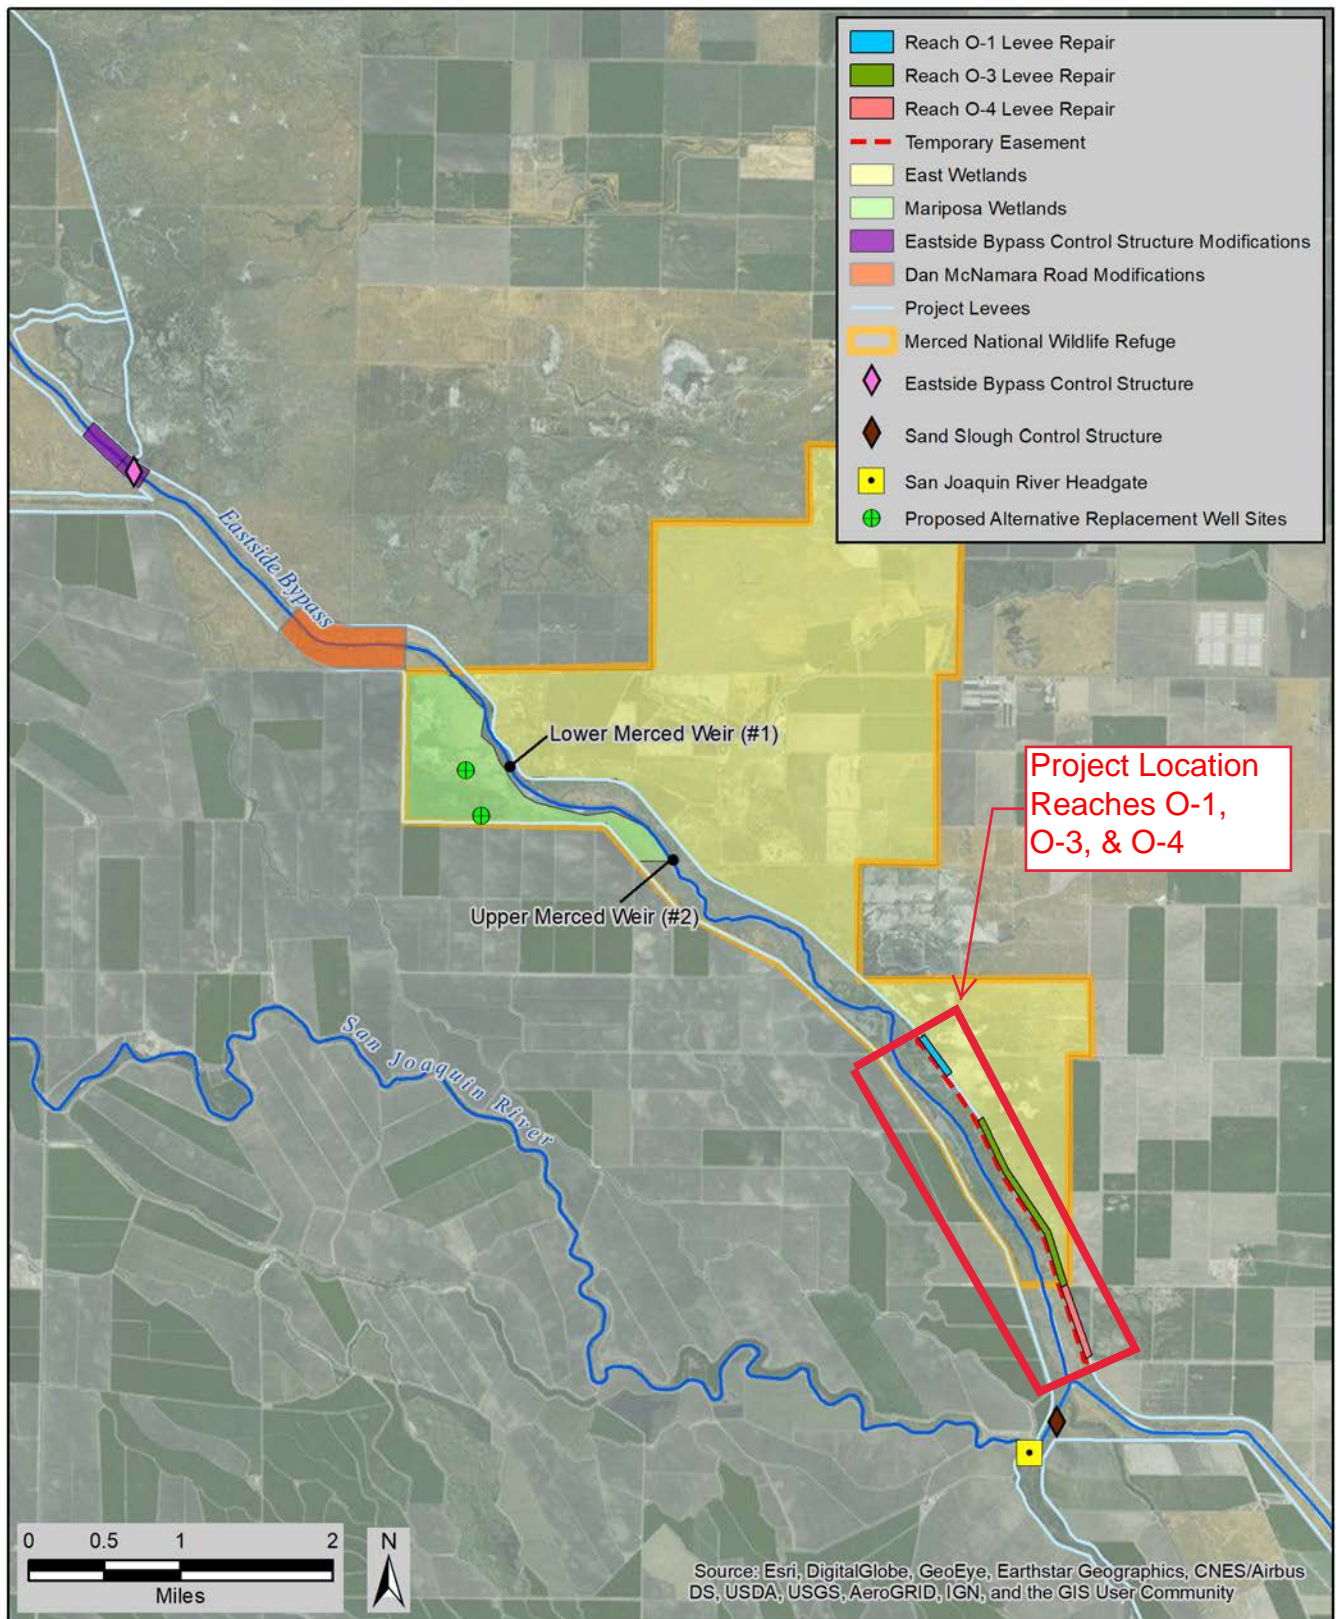 Reach O-1 Levee Repair
Reach O-3 Levee Repair
Reach O-4 Levee Repair
Temporary Easement
East Wetlands
Mariposa Wetlands
Eastside Bypass Control Structure Modifications
Dan McNamara Road Modifications
Project Levees
Merced National Wildlife Refuge
Eastside Bypass Control Structure
Sand Slough Control Structure
San Joaquin River Headgate
Proposed Alternative Replacement Well Sites
Eastside Bypass
Lower Merced Weir (#1)
Project Location
Reaches O-1,
O-3, & O-4
Upper Merced Weir (#2)
San Joaquin River
0 0.5 1 2
Miles
N
Source: Esri, DigitalGlobe, GeoEye, Earthstar Geographics, CNES/Airbus
DS, USDA, USGS, AeroGRID, IGN, and the GIS User Community